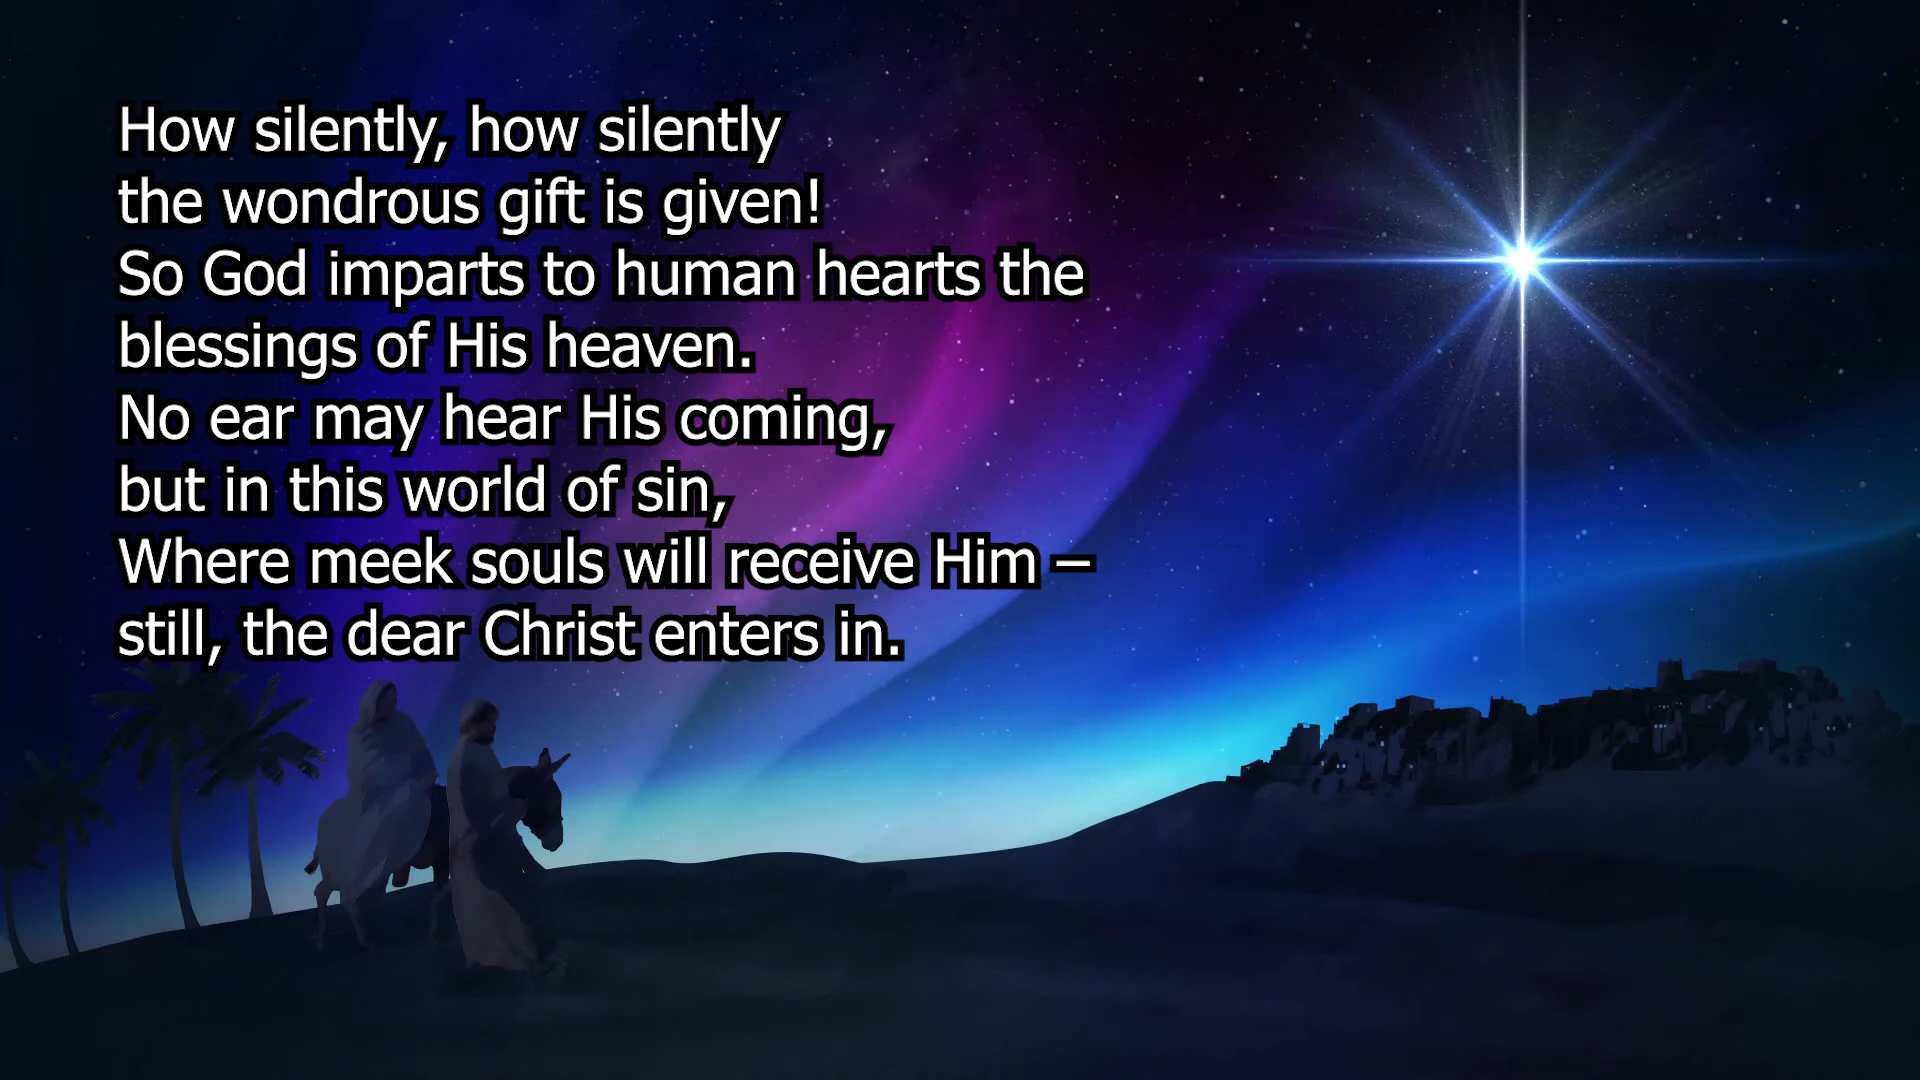 How silently, how silently
the wondrous gift is given!
So God imparts to human hearts the
blessings of His heaven.
No ear may hear His coming,
but in this world of sin,
Where meek souls will receive Him –
still, the dear Christ enters in.